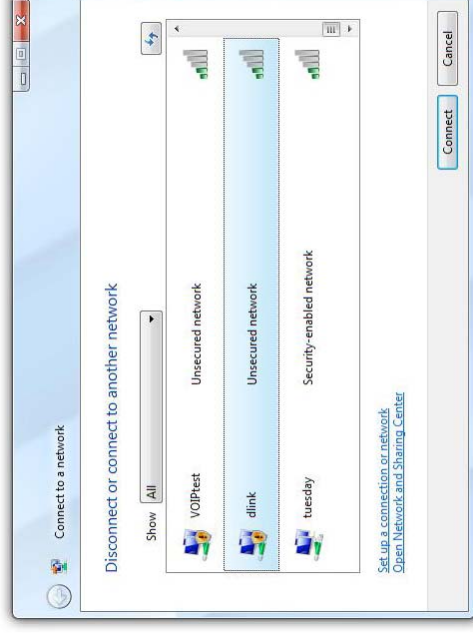 Connect to a network
Disconnect or connect to another network
Show All
VOIPtest Unsecured network
dlink Unsecured network
tuesday Security-enabled network
Set up a connection or network
Open Network and Sharing Center
Connect Cancel